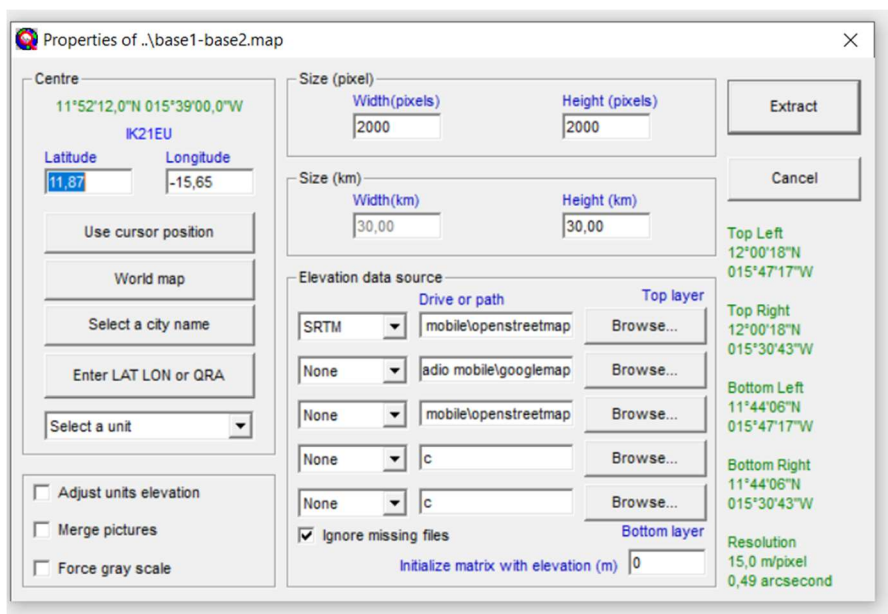 Properties of ..\base1-base2.map
Centre
11°52'12,0"N 015°39'00,0"W
IK21EU
Latitude Longitude
11,87 -15,65
Use cursor position
World map
Select a city name
Enter LAT LON or QRA
Select a unit
Adjust units elevation
Merge pictures
Force gray scale
Size (pixel)
Width(pixels) Height (pixels)
2000 2000
Size (km)
Width(km) Height (km)
30,00 30,00
Elevation data source
Drive or path Top layer
SRTM mobile\openstreetmap Browse...
None adio mobile\googlemap Browse...
None mobile\openstreetmap Browse...
None c Browse...
None c Browse...
Ignore missing files Bottom layer
Initialize matrix with elevation (m) 0
Extract
Cancel
Top Left
12°00'18"N
015°47'17"W
Top Right
12°00'18"N
015°30'43"W
Bottom Left
11°44'06"N
015°47'17"W
Bottom Right
11°44'06"N
015°30'43"W
Resolution
15,0 m/pixel
0,49 arcsecond